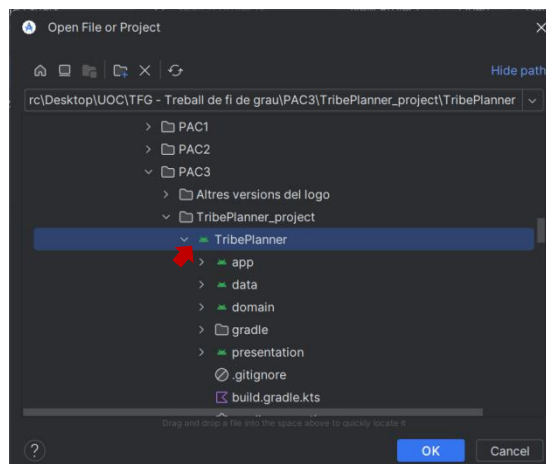 Open File or Project
Hide path
rc\Desktop\UOC\TFG - Treball de fi de grau\PAC3\TribePlanner_project\TribePlanner
PAC1
PAC2
PAC3
Altres versions del logo
TribePlanner_project
TribePlanner
app
data
domain
gradle
presentation
.gitignore
build.gradle.kts
Drag and drop a file into the space above to quickly locate it
?
OK
Cancel